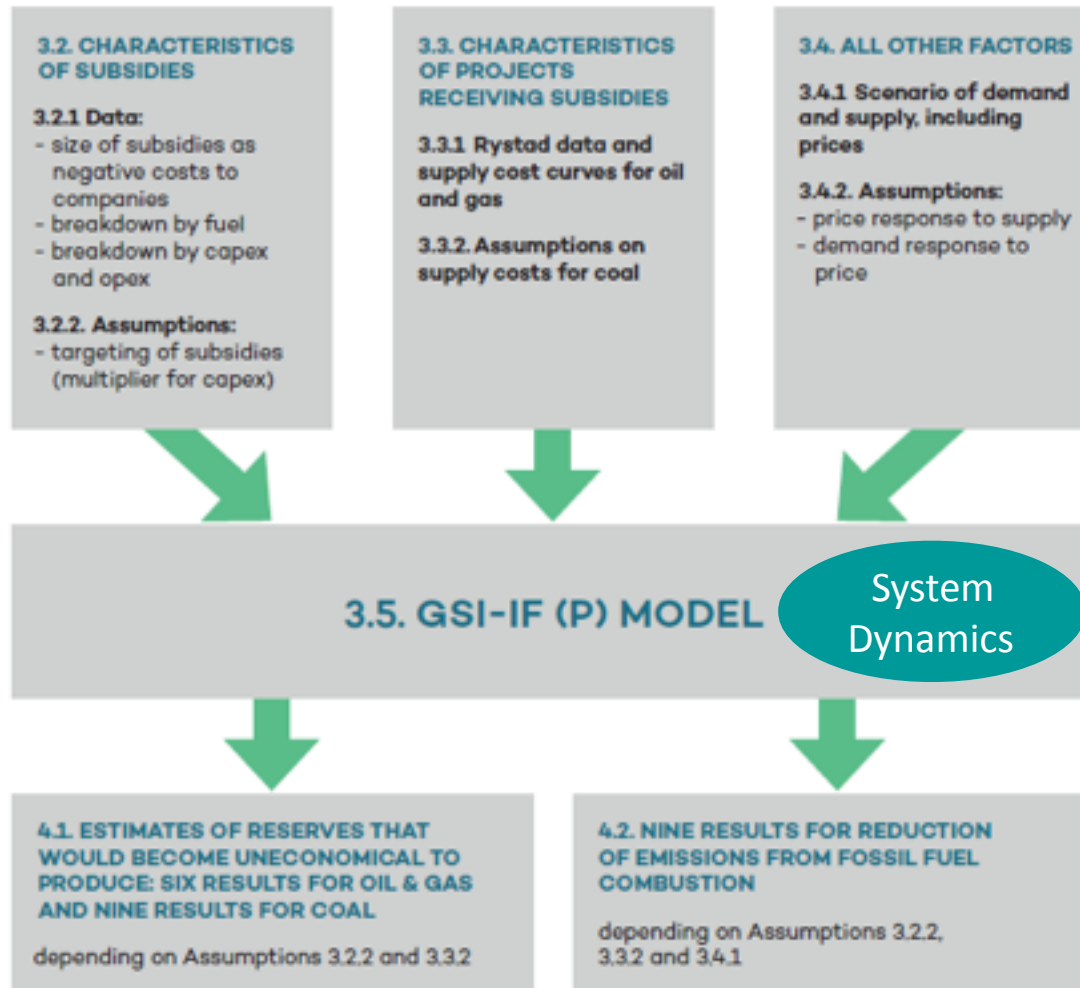 3.2. CHARACTERISTICS
OF SUBSIDIES
3.2.1 Data:
- size of subsidies as
negative costs to
companies
- breakdown by fuel
- breakdown by capex
and opex
3.2.2. Assumptions:
- targeting of subsidies
(multiplier for capex)
3.3. CHARACTERISTICS
OF PROJECTS
RECEIVING SUBSIDIES
3.3.1 Rystad data and
supply cost curves for oil
and gas
3.3.2. Assumptions on
supply costs for coal
3.4. ALL OTHER FACTORS
3.4.1 Scenario of demand
and supply, including
prices
3.4.2. Assumptions:
- price response to supply
- demand response to
price
3.5. GSI-IF (P) MODEL
System
Dynamics
4.1. ESTIMATES OF RESERVES THAT
WOULD BECOME UNECONOMICAL TO
PRODUCE: SIX RESULTS FOR OIL & GAS
AND NINE RESULTS FOR COAL
depending on Assumptions 3.2.2 and 3.3.2
4.2. NINE RESULTS FOR REDUCTION
OF EMISSIONS FROM FOSSIL FUEL
COMBUSTION
depending on Assumptions 3.2.2,
3.3.2 and 3.4.1